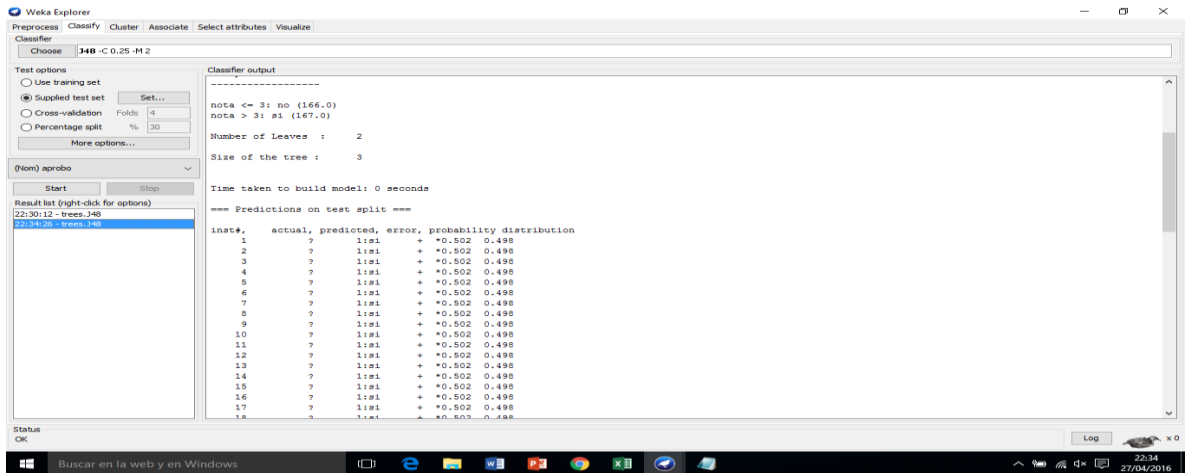 Weka Explorer
Preprocess Classify Cluster Associate Select attributes Visualize
Classifier
Choose J48 -C 0.25 -M 2
Test options
Use training set
Supplied test set Set...
Cross-validation Folds 4
Percentage split % 30
More options...
(Nom) aprobo
Start Stop
Result list (right-click for options)
22:30:12 - trees.J48
22:34:26 - trees.J48
Classifier output
------------------
nota <= 3: no (166.0)
nota > 3: si (167.0)
Number of Leaves : 2
Size of the tree : 3
Time taken to build model: 0 seconds
=== Predictions on test split ===
inst#, actual, predicted, error, probability distribution
1 ? 1:si + *0.502 0.498
2 ? 1:si + *0.502 0.498
3 ? 1:si + *0.502 0.498
4 ? 1:si + *0.502 0.498
5 ? 1:si + *0.502 0.498
6 ? 1:si + *0.502 0.498
7 ? 1:si + *0.502 0.498
8 ? 1:si + *0.502 0.498
9 ? 1:si + *0.502 0.498
10 ? 1:si + *0.502 0.498
11 ? 1:si + *0.502 0.498
12 ? 1:si + *0.502 0.498
13 ? 1:si + *0.502 0.498
14 ? 1:si + *0.502 0.498
15 ? 1:si + *0.502 0.498
16 ? 1:si + *0.502 0.498
17 ? 1:si + *0.502 0.498
18 ? 1:si + *0.502 0.498
Status
OK
Log x 0
Buscar en la web y en Windows
22:34
27/04/2016